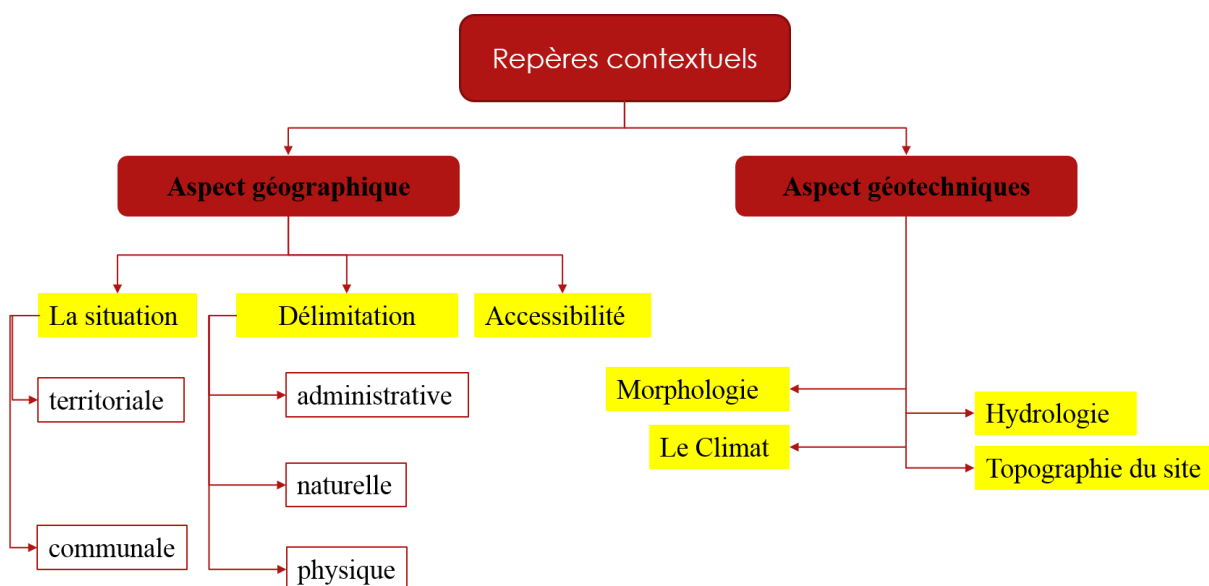 Repères contextuels
Aspect géographique
Aspect géotechniques
La situation
Délimitation
Accessibilité
territoriale
administrative
communale
naturelle
physique
Morphologie
Hydrologie
Le Climat
Topographie du site